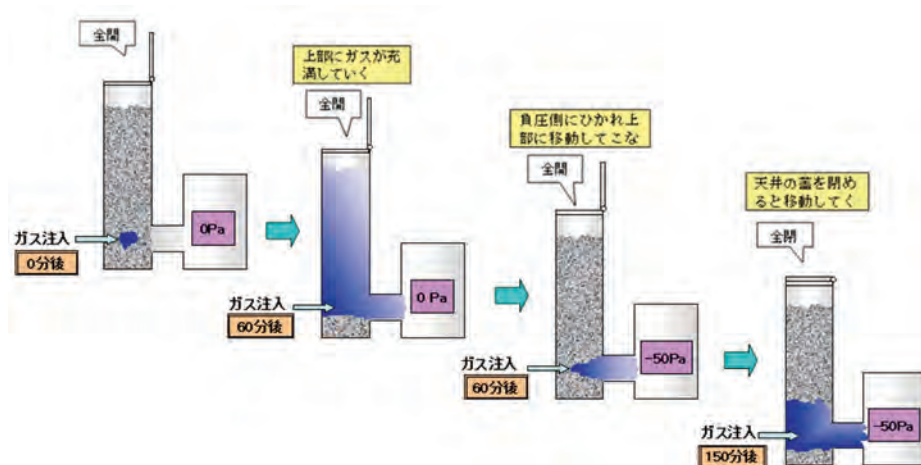 全開
0Pa
ガス注入
0分後
上部にガスが充
満していく
全開
0 Pa
ガス注入
60分後
負圧側にひかれ上
部に移動してこな
全開
-50Pa
ガス注入
60分後
天井の蓋を閉め
ると移動してく
全閉
-50Pa
ガス注入
150分後